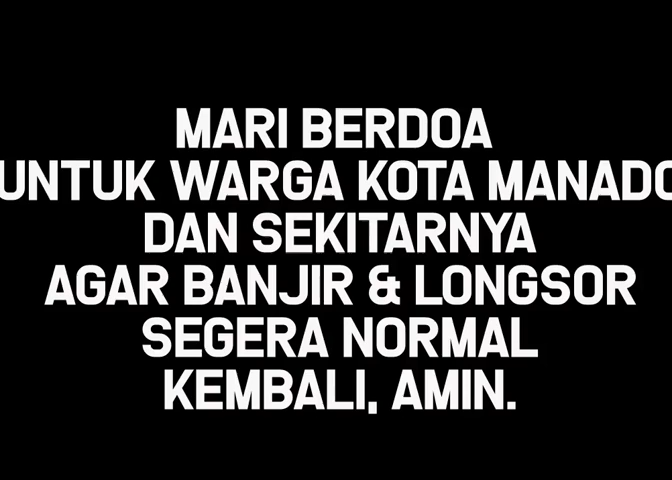 MARI BERDOA
UNTUK WARGA KOTA MANADO
DAN SEKITARNYA
AGAR BANJIR & LONGSOR
SEGERA NORMAL
KEMBALI, AMIN.